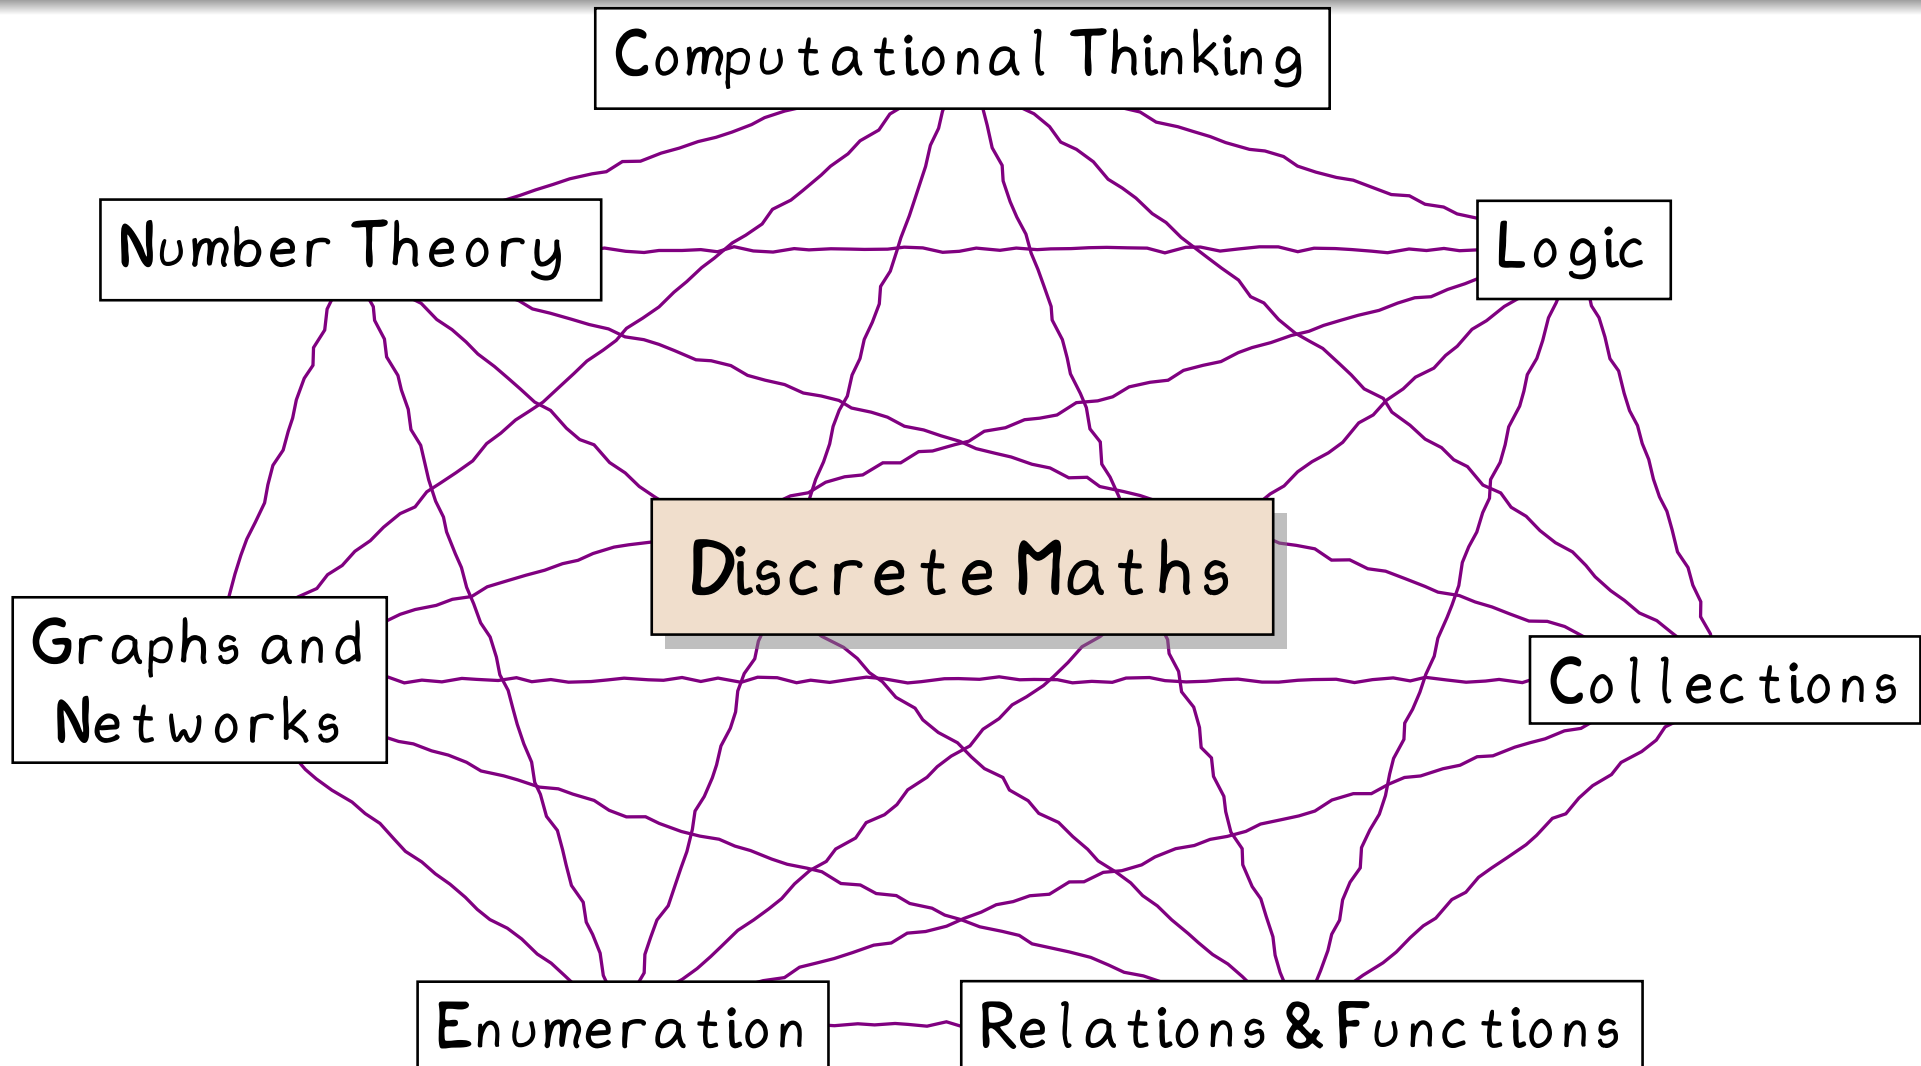 Computational Thinking
Number Theory
Logic
Discrete Maths
Graphs and
Networks
Collections
Enumeration
Relations & Functions